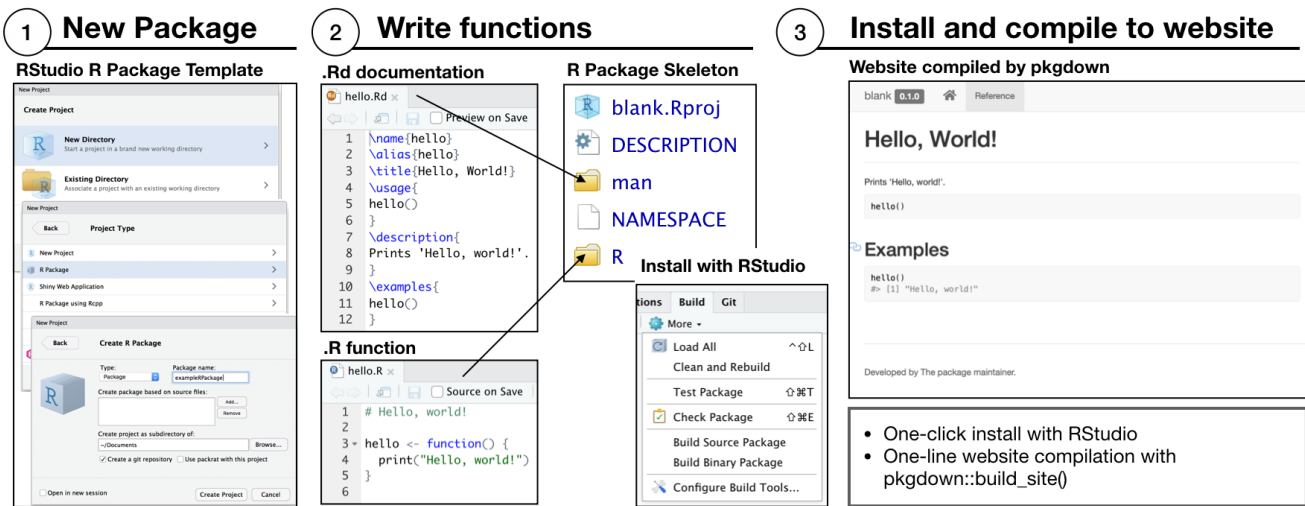 1 New Package
RStudio R Package Template
New Project
Create Project
New Directory
Start a project in a brand new working directory
Existing Directory
Associate a project with an existing working directory
New Project
Back Project Type
New Project
R Package
Shiny Web Application
R Package using Rcpp
New Project
Back Create R Package
Type: Package name:
Package exampleRPackage
Create package based on source files:
Add...
Remove
Create project as subdirectory of:
~/Documents Browse...
Create a git repository Use packrat with this project
Open in new session Create Project Cancel
2 Write functions
.Rd documentation
hello.Rd
Preview on Save
1 \name{hello}
2 \alias{hello}
3 \title{Hello, World!}
4 \usage{
5 hello()
6 }
7 \description{
8 Prints 'Hello, world!'.
9 }
10 \examples{
11 hello()
12 }
.R function
hello.R
Source on Save
1 # Hello, world!
2
3 hello <- function() {
4 print("Hello, world!")
5 }
6
R Package Skeleton
blank.Rproj
DESCRIPTION
man
NAMESPACE
R
Install with RStudio
tions Build Git
More
Load All ^⇧L
Clean and Rebuild
Test Package ⇧⌘T
Check Package ⇧⌘E
Build Source Package
Build Binary Package
Configure Build Tools...
3 Install and compile to website
Website compiled by pkgdown
blank 0.1.0 Reference
Hello, World!
Prints 'Hello, world!'.
hello()
Examples
hello()
#> [1] "Hello, world!"
Developed by The package maintainer.
• One-click install with RStudio
• One-line website compilation with
pkgdown::build_site()